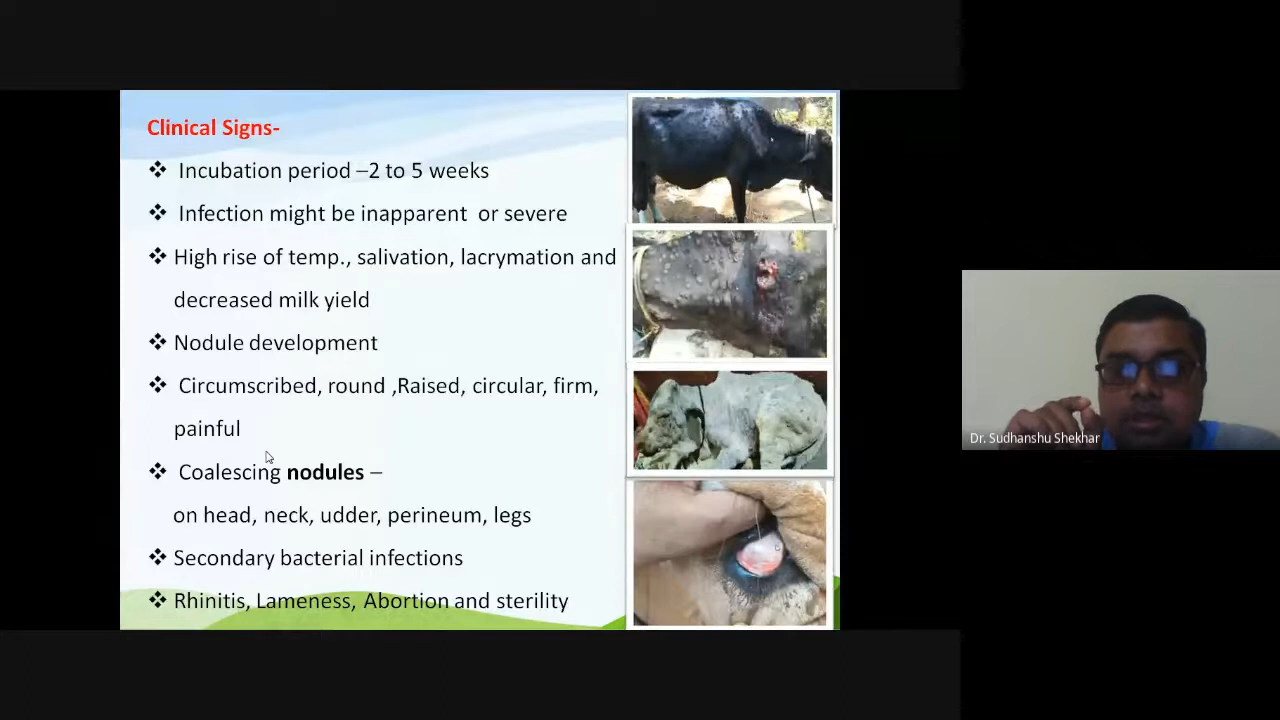 Clinical Signs-
❖ Incubation period –2 to 5 weeks
❖ Infection might be inapparent or severe
❖ High rise of temp., salivation, lacrymation and
decreased milk yield
❖ Nodule development
❖ Circumscribed, round ,Raised, circular, firm,
painful
❖ Coalescing nodules –
on head, neck, udder, perineum, legs
❖ Secondary bacterial infections
❖ Rhinitis, Lameness, Abortion and sterility
Dr. Sudhanshu Shekhar